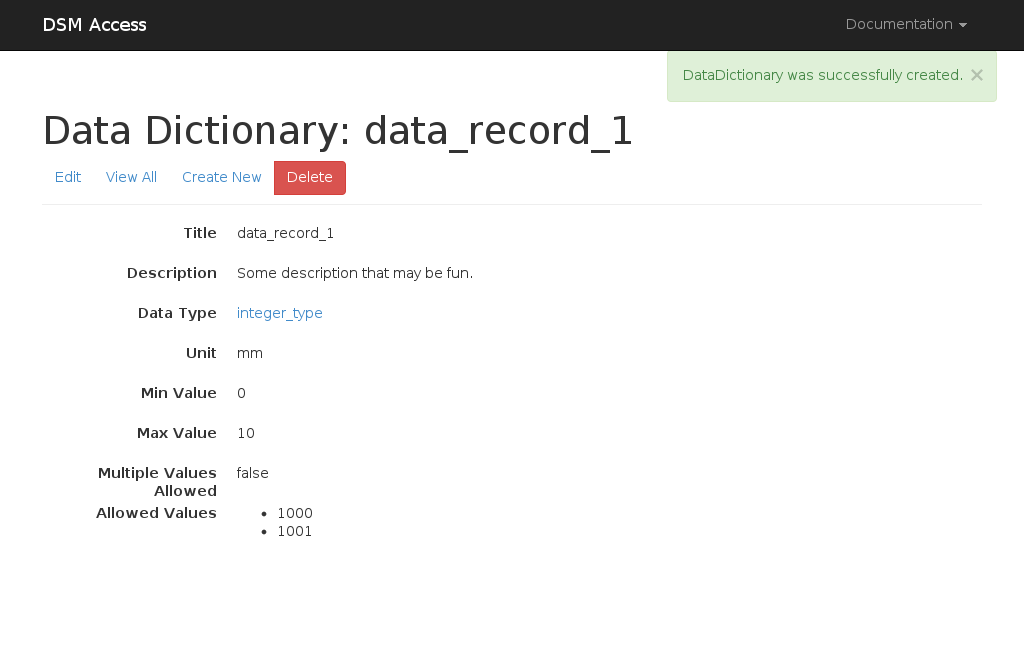 DSM Access
Documentation
DataDictionary was successfully created. ×
Data Dictionary: data_record_1
Edit View All Create New Delete
Title data_record_1
Description Some description that may be fun.
Data Type integer_type
Unit mm
Min Value 0
Max Value 10
Multiple Values Allowed false
Allowed Values
• 1000
• 1001